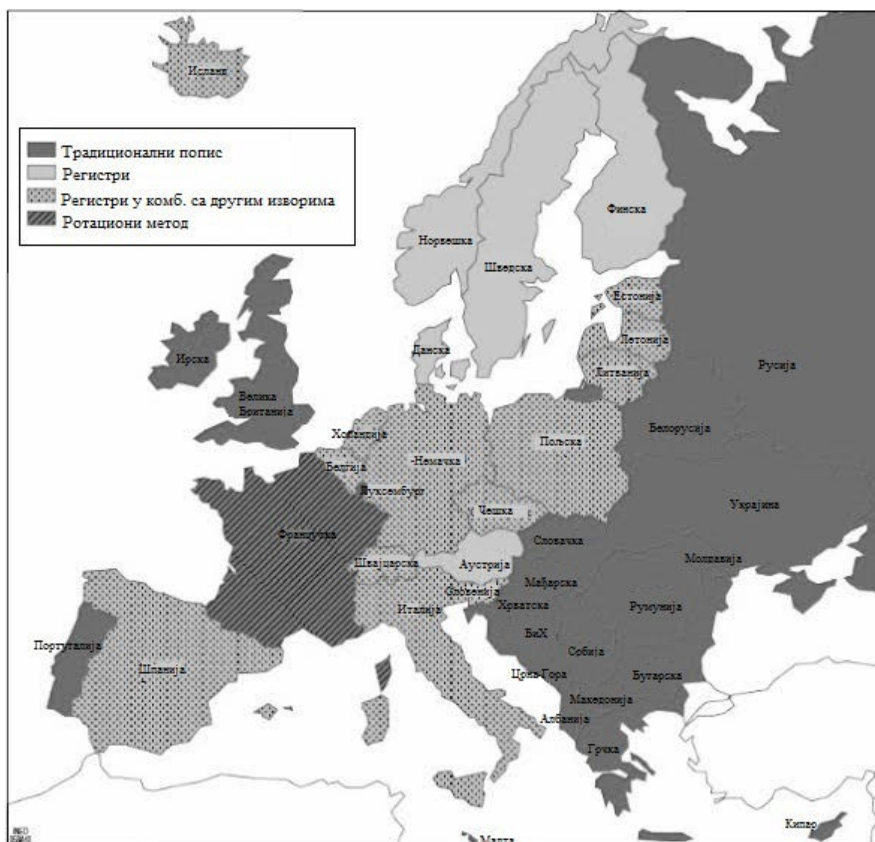 Исланд
Традиционални попис
Регистри
Регистри у комб. са другим изворима
Ротациони метод
Финска
Норвешка
Шведска
Естонија
Летонија
Литванија
Данска
Ирска
Русија
Велика
Британија
Белорусија
Холандија
Пољска
Белгија
-Немачка
Луксембург
Чешка
Украјина
Француска
Словачка
Молдавија
Швајцарска
Аустрија
Мађарска
Словенија
Италија
Хрватска
Румунија
БиХ
Португалија
Србија
Шпанија
Црна Гора
Бугарска
Македонија
Албанија
Грчка
Кипар
Малта